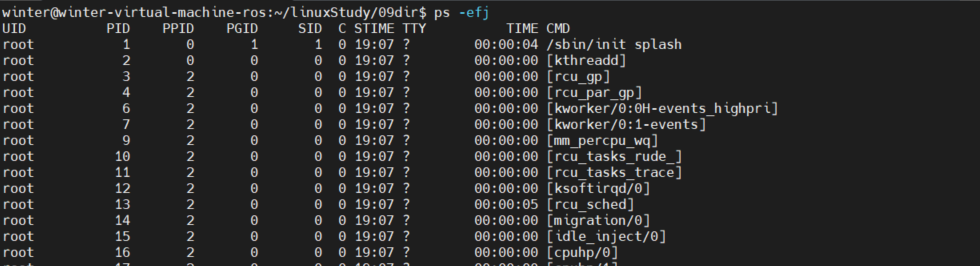 winter@winter-virtual-machine-ros:~/linuxStudy/09dir$ ps -efj
UID PID PPID PGID SID C STIME TTY TIME CMD
root 1 0 1 1 0 19:07 ? 00:00:04 /sbin/init splash
root 2 0 0 0 0 19:07 ? 00:00:00 [kthreadd]
root 3 2 0 0 0 19:07 ? 00:00:00 [rcu_gp]
root 4 2 0 0 0 19:07 ? 00:00:00 [rcu_par_gp]
root 6 2 0 0 0 19:07 ? 00:00:00 [kworker/0:0H-events_highpri]
root 7 2 0 0 0 19:07 ? 00:00:00 [kworker/0:1-events]
root 9 2 0 0 0 19:07 ? 00:00:00 [mm_percpu_wq]
root 10 2 0 0 0 19:07 ? 00:00:00 [rcu_tasks_rude_]
root 11 2 0 0 0 19:07 ? 00:00:00 [rcu_tasks_trace]
root 12 2 0 0 0 19:07 ? 00:00:00 [ksoftirqd/0]
root 13 2 0 0 0 19:07 ? 00:00:05 [rcu_sched]
root 14 2 0 0 0 19:07 ? 00:00:00 [migration/0]
root 15 2 0 0 0 19:07 ? 00:00:00 [idle_inject/0]
root 16 2 0 0 0 19:07 ? 00:00:00 [cpuhp/0]